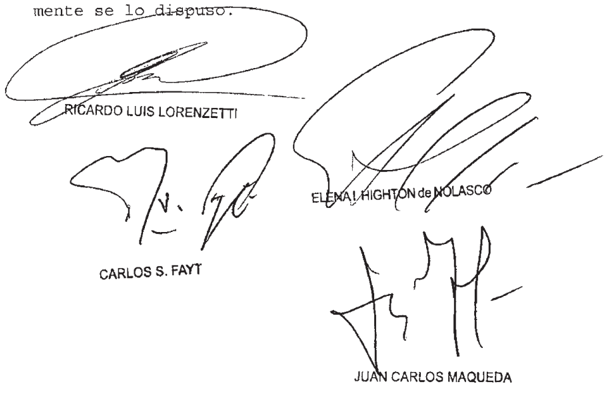 mente se lo dispuso.
RICARDO LUIS LORENZETTI
ELENA I. HIGHTON de NOLASCO
CARLOS S. FAYT
JUAN CARLOS MAQUEDA